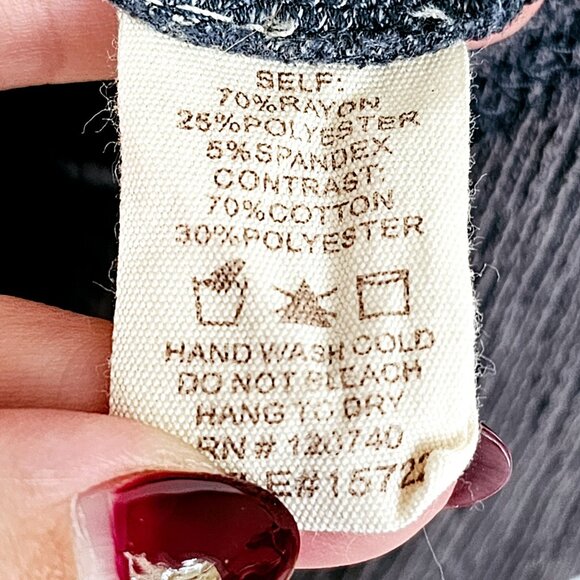 SELF:
70%RAYON
25%POLYESTER
5%SPANDEX
CONTRAST:
70%COTTON
30%POLYESTER
HAND WASH COLD
DO NOT BLEACH
HANG TO DRY
RN # 120740